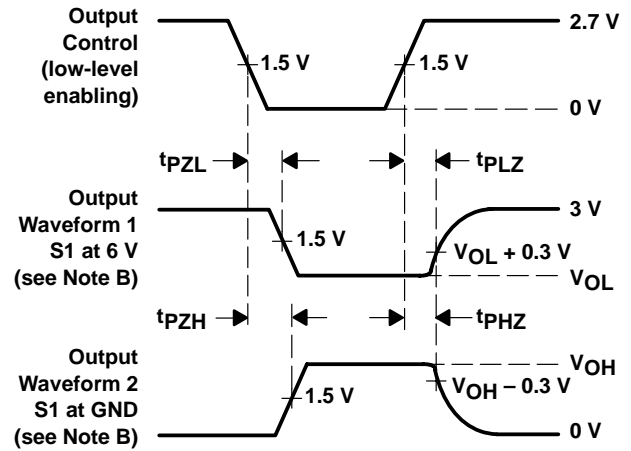 Output
Control
(low-level
enabling)
1.5 V
1.5 V
2.7 V
0 V
tPZL
tPLZ
Output
Waveform 1
S1 at 6 V
(see Note B)
1.5 V
3 V
VOL + 0.3 V
VOL
tPZH
tPHZ
Output
Waveform 2
S1 at GND
(see Note B)
1.5 V
VOH
VOH – 0.3 V
0 V